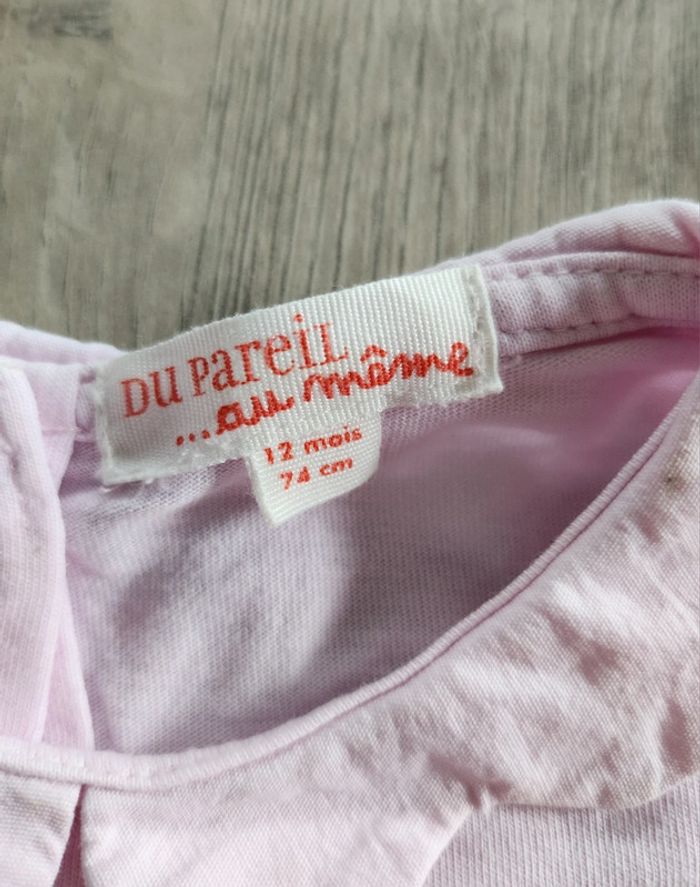 Du Pareil
...au même
12 mois
74 cm